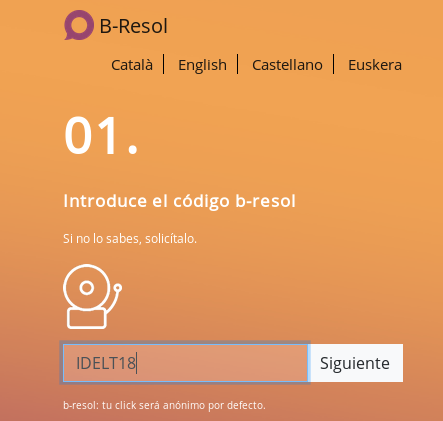 B-Resol
Català English Castellano Euskera
01.
Introduce el código b-resol
Si no lo sabes, solicítalo.
IDELT18
Siguiente
b-resol: tu click será anónimo por defecto.